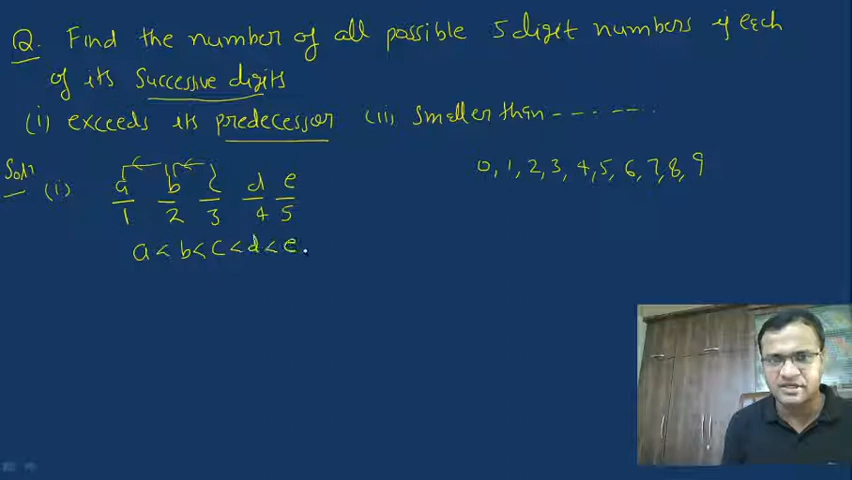 Q. Find the number of all possible 5 digit numbers if each
of its Successive digits
(i) exceeds its predecessor (ii) smaller than - - - . - - - .
Solⁿ
(i) a b c d e
0, 1, 2, 3, 4, 5, 6, 7, 8, 9
1 2 3 4 5
a < b < c < d < e .